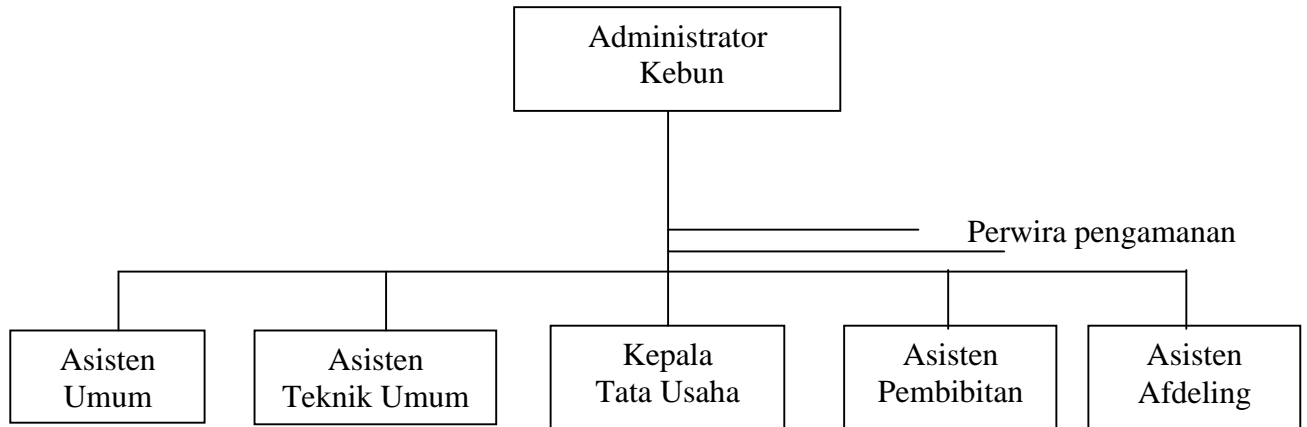 Administrator
Kebun
Perwira pengamanan
Asisten
Umum
Asisten
Teknik Umum
Kepala
Tata Usaha
Asisten
Pembibitan
Asisten
Afdeling